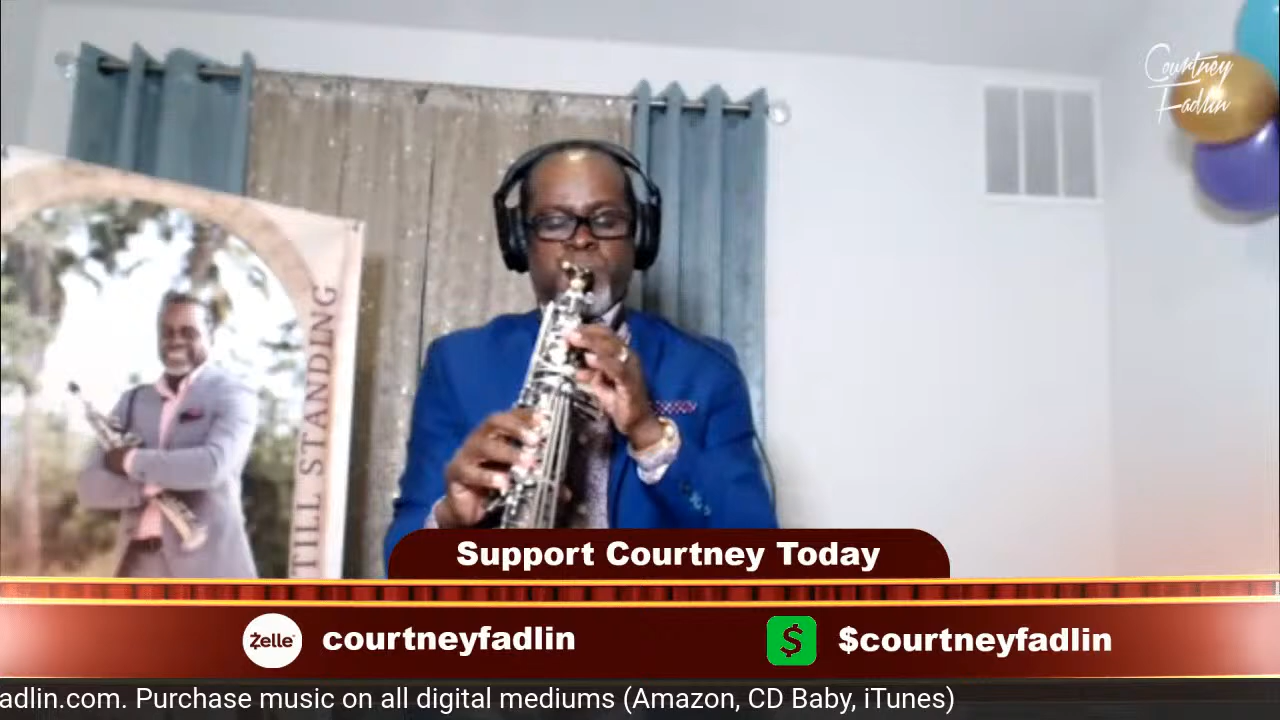 Courtney
Fadlin
TILL STANDING
Support Courtney Today
Zelle
courtneyfadlin
$
$courtneyfadlin
adlin.com. Purchase music on all digital mediums (Amazon, CD Baby, iTunes)